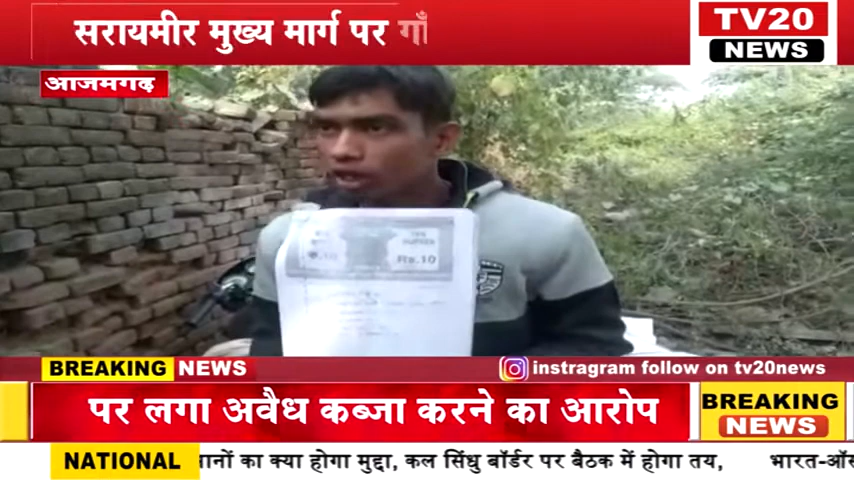 सरायमीर मुख्य मार्ग पर गाँ
TV20
NEWS
आजमगढ़
Rs.10
BREAKING NEWS
instragram follow on tv20news
पर लगा अवैध कब्जा करने का आरोप
BREAKING
NEWS
NATIONAL
का क्या होगा मुद्दा, कल सिंधु बॉर्डर पर बैठक में होगा तय,